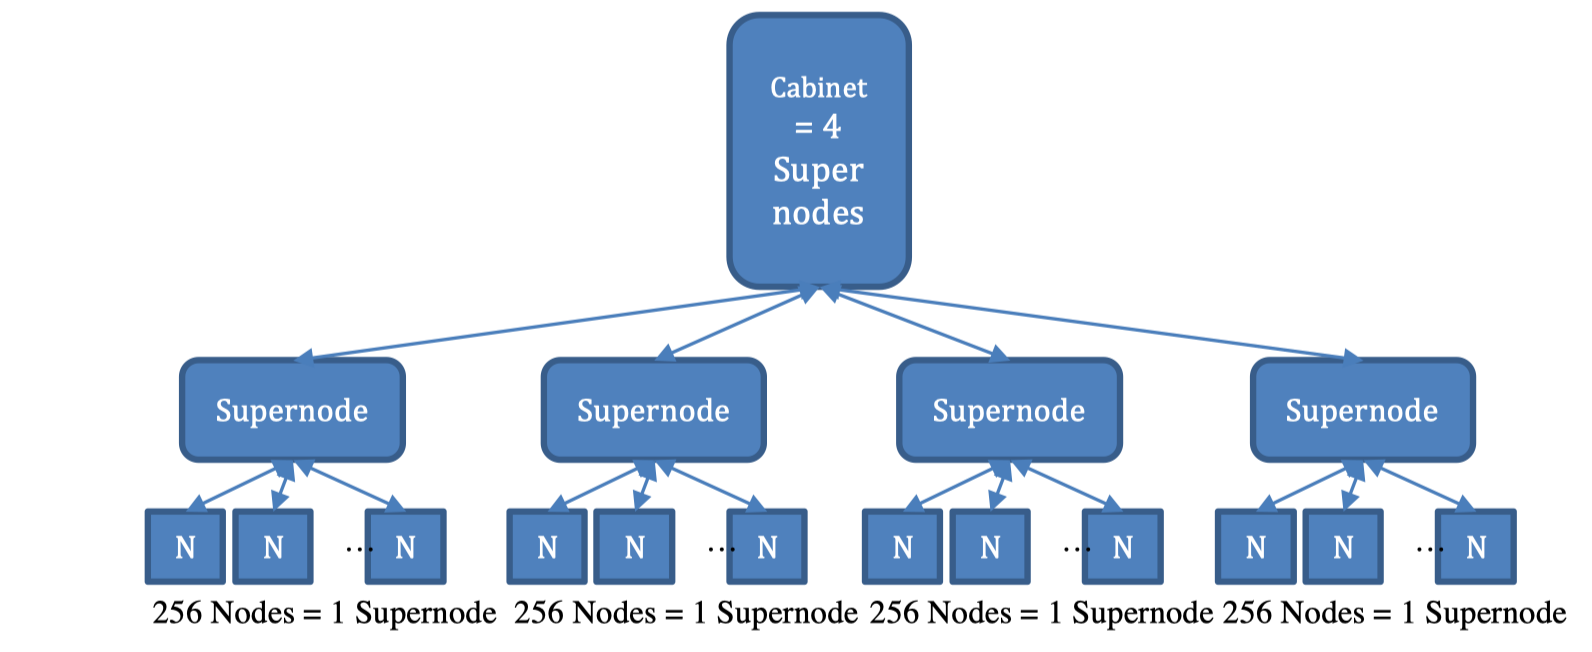 Cabinet
= 4
Super
nodes
Supernode
Supernode
Supernode
Supernode
N N ... N
N N ... N
N N ... N
N N ... N
256 Nodes = 1 Supernode
256 Nodes = 1 Supernode
256 Nodes = 1 Supernode
256 Nodes = 1 Supernode